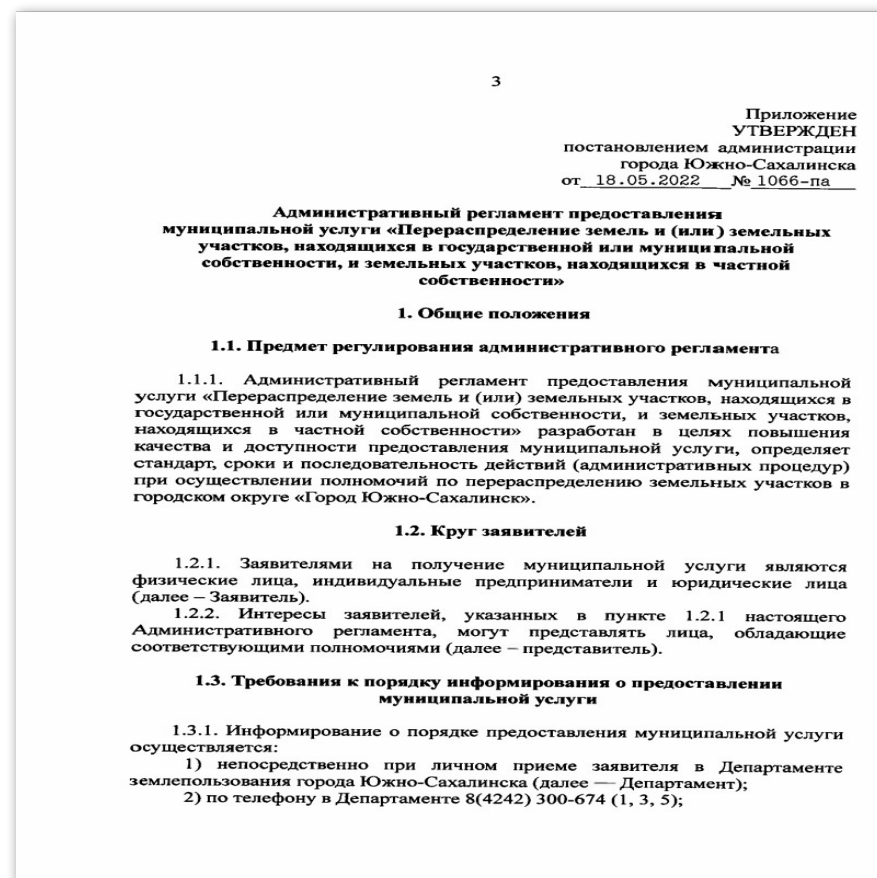 3
Приложение
УТВЕРЖДЕН
постановлением администрации
города Южно-Сахалинска
от 18.05.2022 № 1066-па
Административный регламент предоставления
муниципальной услуги «Перераспределение земель и (или) земельных
участков, находящихся в государственной или муниципальной
собственности, и земельных участков, находящихся в частной
собственности»
1. Общие положения
1.1. Предмет регулирования административного регламента
1.1.1. Административный регламент предоставления муниципальной
услуги «Перераспределение земель и (или) земельных участков, находящихся в
государственной или муниципальной собственности, и земельных участков,
находящихся в частной собственности» разработан в целях повышения
качества и доступности предоставления муниципальной услуги, определяет
стандарт, сроки и последовательность действий (административных процедур)
при осуществлении полномочий по перераспределению земельных участков в
городском округе «Город Южно-Сахалинск».
1.2. Круг заявителей
1.2.1. Заявителями на получение муниципальной услуги являются
физические лица, индивидуальные предприниматели и юридические лица
(далее – Заявитель).
1.2.2. Интересы заявителей, указанных в пункте 1.2.1 настоящего
Административного регламента, могут представлять лица, обладающие
соответствующими полномочиями (далее – представитель).
1.3. Требования к порядку информирования о предоставлении
муниципальной услуги
1.3.1. Информирование о порядке предоставления муниципальной услуги
осуществляется:
1) непосредственно при личном приеме заявителя в Департаменте
землепользования города Южно-Сахалинска (далее — Департамент);
2) по телефону в Департаменте 8(4242) 300-674 (1, 3, 5);